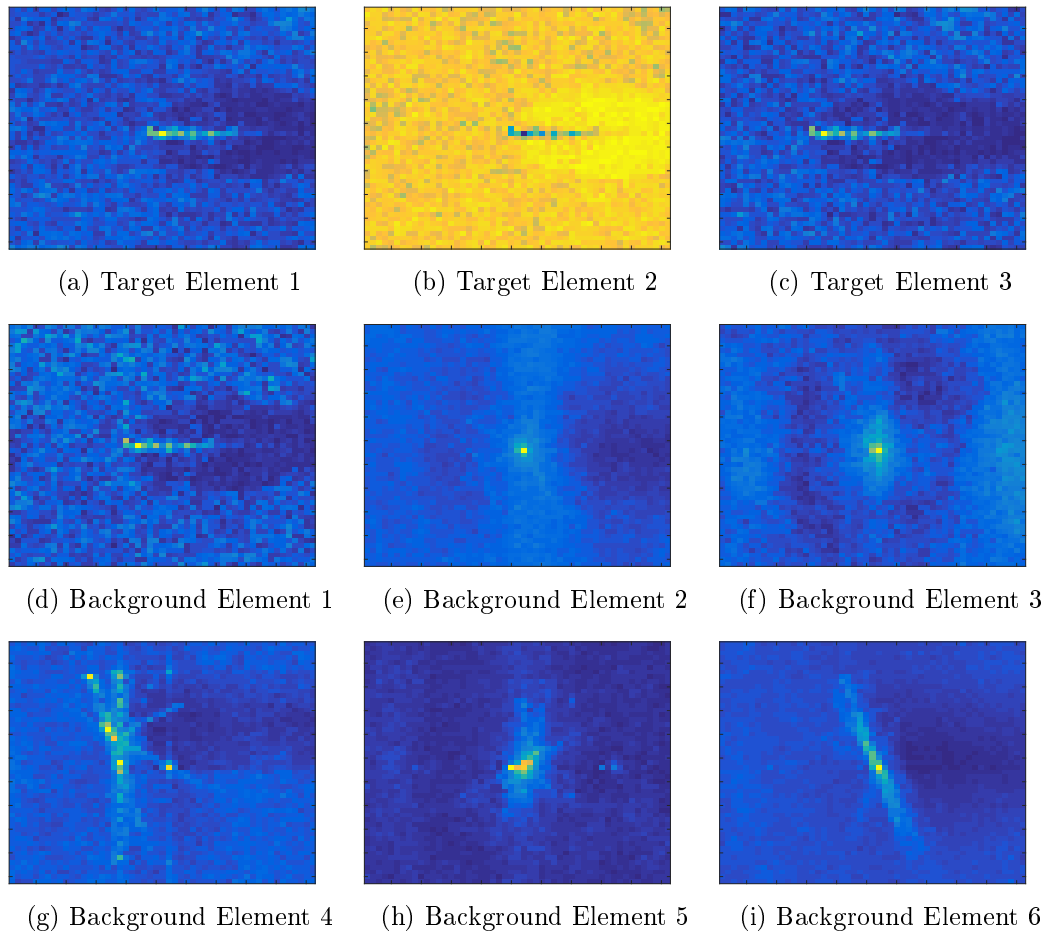 (a) Target Element 1
(b) Target Element 2
(c) Target Element 3
(d) Background Element 1
(e) Background Element 2
(f) Background Element 3
(g) Background Element 4
(h) Background Element 5
(i) Background Element 6